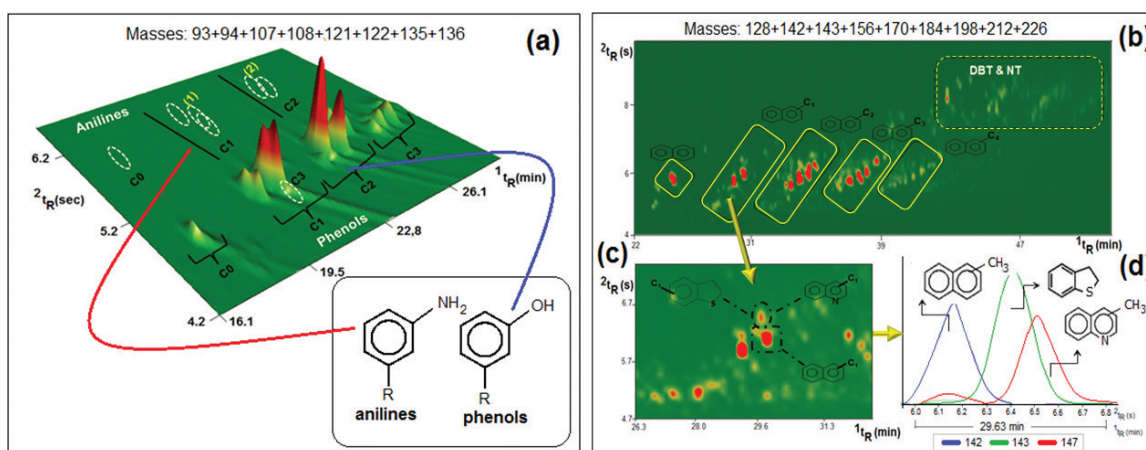 Masses: 93+94+107+108+121+122+135+136
(a)
Anilines
(1)
(2)
C0
C1
C2
C3
C3
C2
C1
C0
Phenols
6.2
5.2
4.2
²tR(sec)
16.1
19.5
22,8
26.1
¹tR(min)
NH₂
R
anilines
OH
R
phenols
Masses: 128+142+143+156+170+184+198+212+226
(b)
²tR(s)
8
6
4
22
31
39
47
¹tR(min)
DBT & NT
C₁
C₂
C₃
C₄
(c)
²tR(s)
6.7
5.7
4.7
26.3
28.0
29.6
31.3
¹tR(min)
C₁
S
C₁
N
C₁
(d)
CH₃
S
CH₃
N
6.0 6.1 6.2 6.3 6.4 6.5 6.6 6.7 6.8
²tR(s)
29.63 min
¹tR(min)
142 143 147